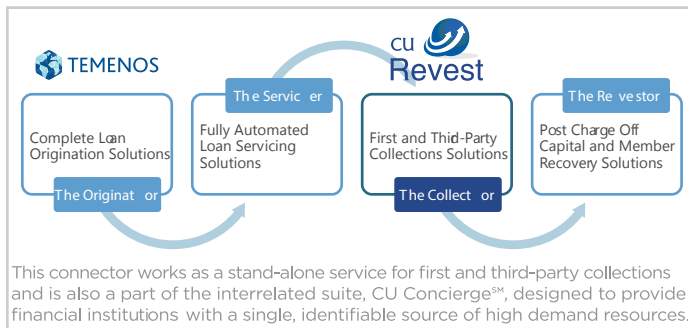 TEMENOS
cu
Revest
The Servicer
The Revestor
Complete Loan
Origination Solutions
Fully Automated
Loan Servicing
Solutions
First and Third-Party
Collections Solutions
Post Charge Off
Capital and Member
Recovery Solutions
The Originator
The Collector
This connector works as a stand-alone service for first and third-party collections
and is also a part of the interrelated suite, CU Concierge℠, designed to provide
financial institutions with a single, identifiable source of high demand resources.